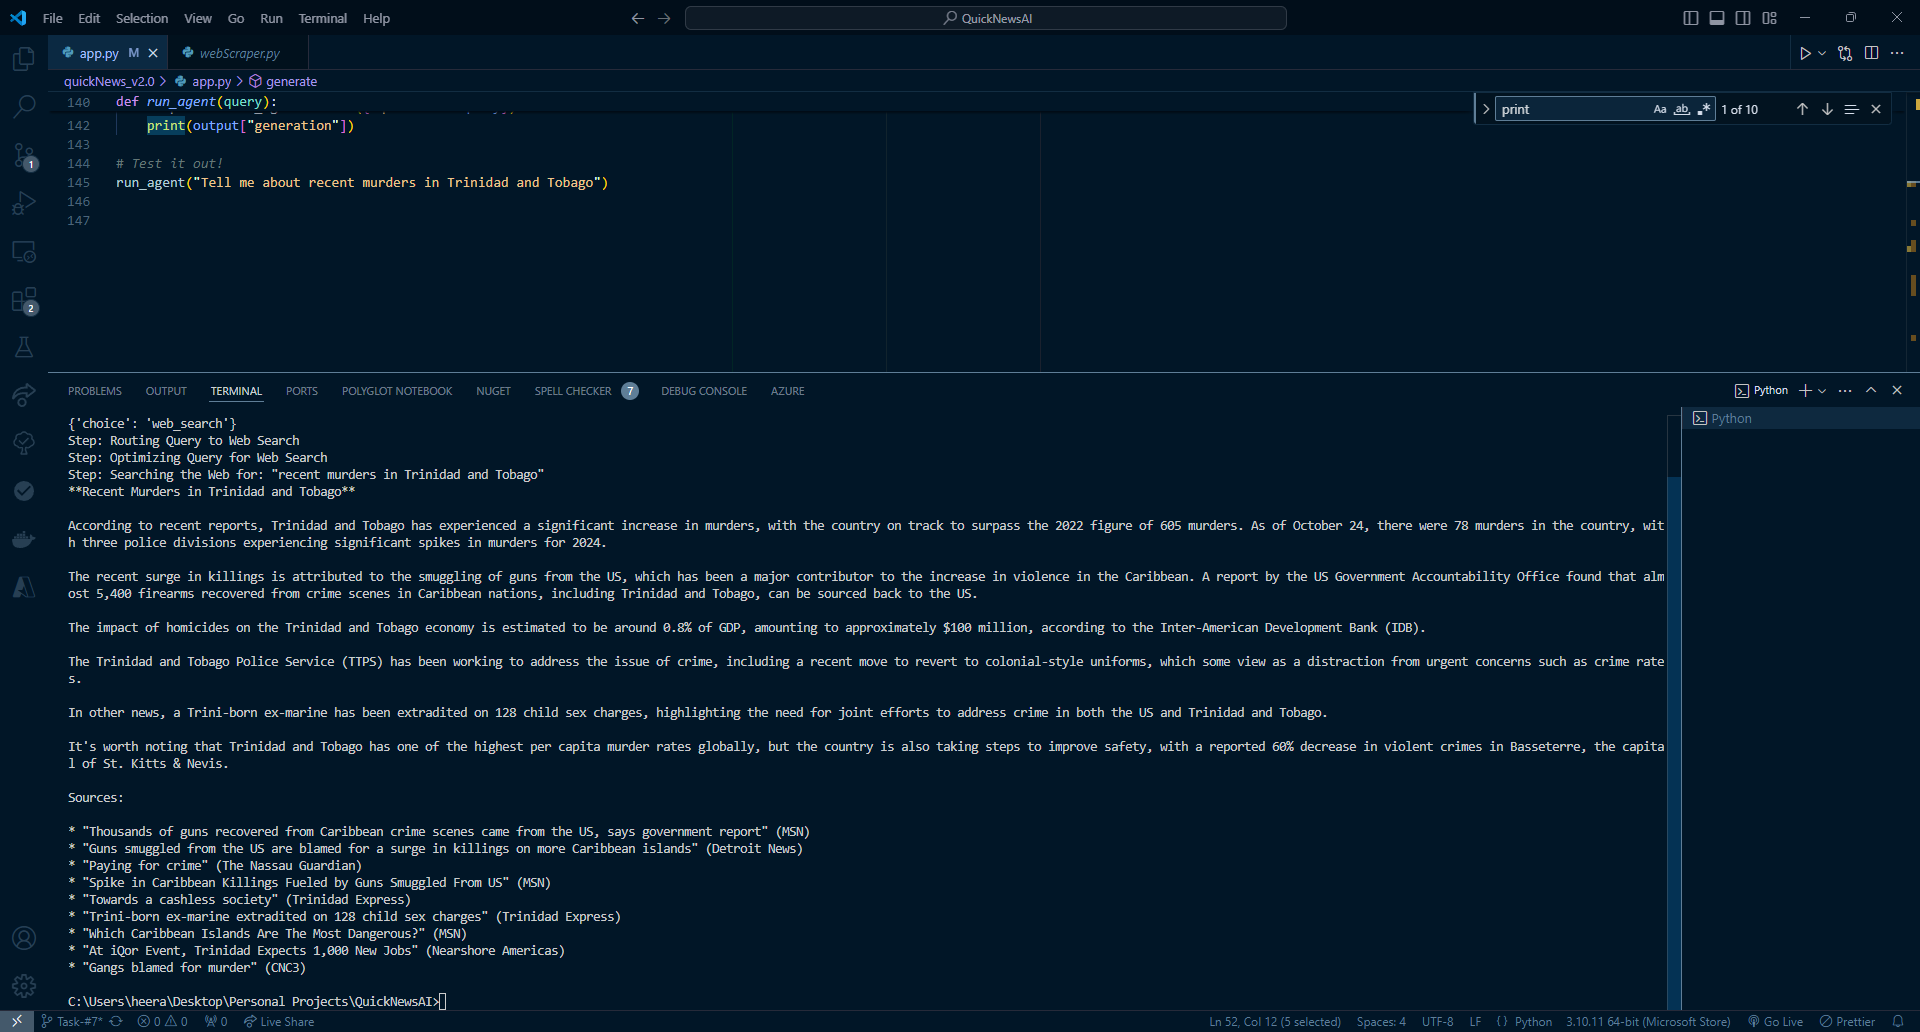 File Edit Selection View Go Run Terminal Help
QuickNewsAI
app.py M
webScraper.py
quickNews_v2.0 > app.py > generate
140 def run_agent(query):
print
Aa ab .* 1 of 10
142 print(output["generation"])
143
144 # Test it out!
145 run_agent("Tell me about recent murders in Trinidad and Tobago")
146
147
PROBLEMS OUTPUT TERMINAL PORTS POLYGLOT NOTEBOOK NUGET SPELL CHECKER 7 DEBUG CONSOLE AZURE
Python
Python
1
2
{'choice': 'web_search'}
Step: Routing Query to Web Search
Step: Optimizing Query for Web Search
Step: Searching the Web for: "recent murders in Trinidad and Tobago"
**Recent Murders in Trinidad and Tobago**
According to recent reports, Trinidad and Tobago has experienced a significant increase in murders, with the country on track to surpass the 2022 figure of 605 murders. As of October 24, there were 78 murders in the country, wit
h three police divisions experiencing significant spikes in murders for 2024.
The recent surge in killings is attributed to the smuggling of guns from the US, which has been a major contributor to the increase in violence in the Caribbean. A report by the US Government Accountability Office found that alm
ost 5,400 firearms recovered from crime scenes in Caribbean nations, including Trinidad and Tobago, can be sourced back to the US.
The impact of homicides on the Trinidad and Tobago economy is estimated to be around 0.8% of GDP, amounting to approximately $100 million, according to the Inter-American Development Bank (IDB).
The Trinidad and Tobago Police Service (TTPS) has been working to address the issue of crime, including a recent move to revert to colonial-style uniforms, which some view as a distraction from urgent concerns such as crime rate
s.
In other news, a Trini-born ex-marine has been extradited on 128 child sex charges, highlighting the need for joint efforts to address crime in both the US and Trinidad and Tobago.
It's worth noting that Trinidad and Tobago has one of the highest per capita murder rates globally, but the country is also taking steps to improve safety, with a reported 60% decrease in violent crimes in Basseterre, the capita
l of St. Kitts & Nevis.
Sources:
* "Thousands of guns recovered from Caribbean crime scenes came from the US, says government report" (MSN)
* "Guns smuggled from the US are blamed for a surge in killings on more Caribbean islands" (Detroit News)
* "Paying for crime" (The Nassau Guardian)
* "Spike in Caribbean Killings Fueled by Guns Smuggled From US" (MSN)
* "Towards a cashless society" (Trinidad Express)
* "Trini-born ex-marine extradited on 128 child sex charges" (Trinidad Express)
* "Which Caribbean Islands Are The Most Dangerous?" (MSN)
* "At iQor Event, Trinidad Expects 1,000 New Jobs" (Nearshore Americas)
* "Gangs blamed for murder" (CNC3)
C:\Users\heera\Desktop\Personal Projects\QuickNewsAI>
Task-#7* 0 0 0 Live Share
Ln 52, Col 12 (5 selected) Spaces: 4 UTF-8 LF { } Python 3.10.11 64-bit (Microsoft Store) Go Live Prettier